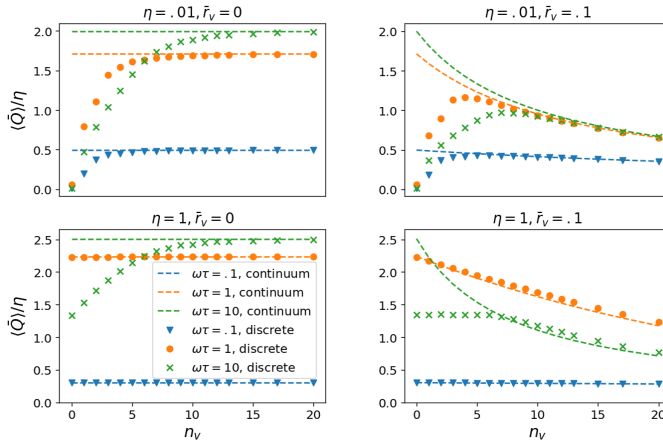 η = .01, r̄ᵥ = 0
2.0
1.5
1.0
0.5
0.0
⟨Q̄⟩/η
η = .01, r̄ᵥ = .1
2.0
1.5
1.0
0.5
0.0
η = 1, r̄ᵥ = 0
2.5
2.0
1.5
1.0
0.5
0.0
⟨Q̄⟩/η
ωτ = .1, continuum
ωτ = 1, continuum
ωτ = 10, continuum
ωτ = .1, discrete
ωτ = 1, discrete
ωτ = 10, discrete
0 5 10 15 20
nᵥ
η = 1, r̄ᵥ = .1
2.5
2.0
1.5
1.0
0.5
0.0
0 5 10 15 20
nᵥ